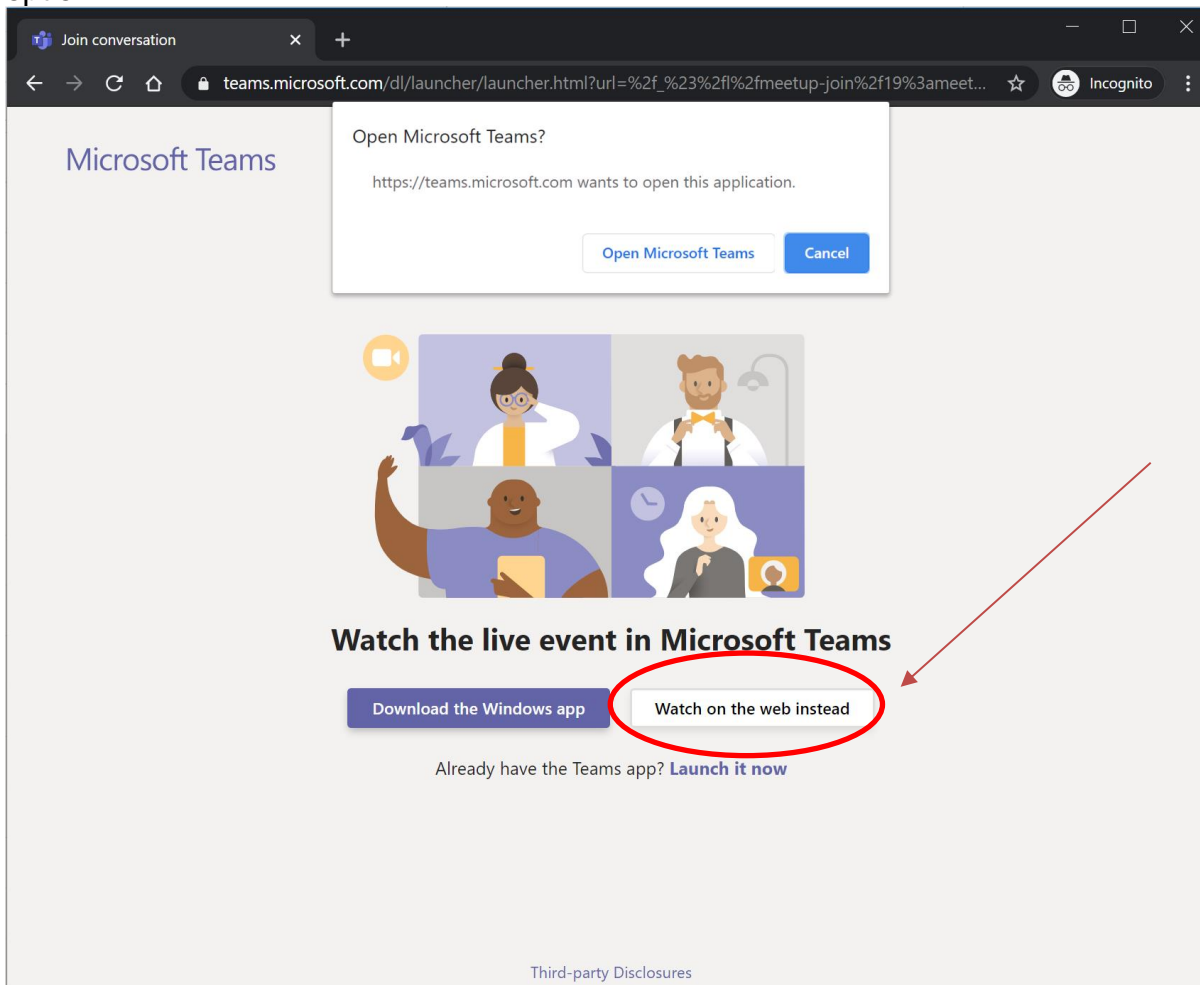 Join conversation
teams.microsoft.com/dl/launcher/launcher.html?url=%2f_%23%2fl%2fmeetup-join%2f19%3ameet...
Incognito
Microsoft Teams
Open Microsoft Teams?
https://teams.microsoft.com wants to open this application.
Open Microsoft Teams
Cancel
Watch the live event in Microsoft Teams
Download the Windows app
Watch on the web instead
Already have the Teams app? Launch it now
Third-party Disclosures